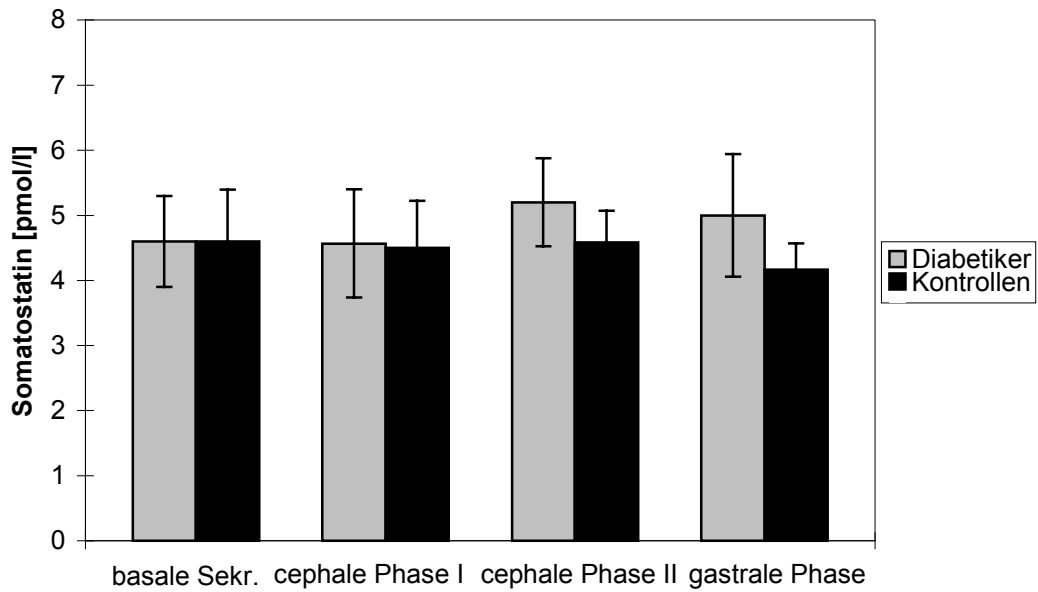 8
7
6
5
4
3
2
1
0
Somatostatin [pmol/l]
basale Sekr. cephale Phase I cephale Phase II gastrale Phase
Diabetiker
Kontrollen